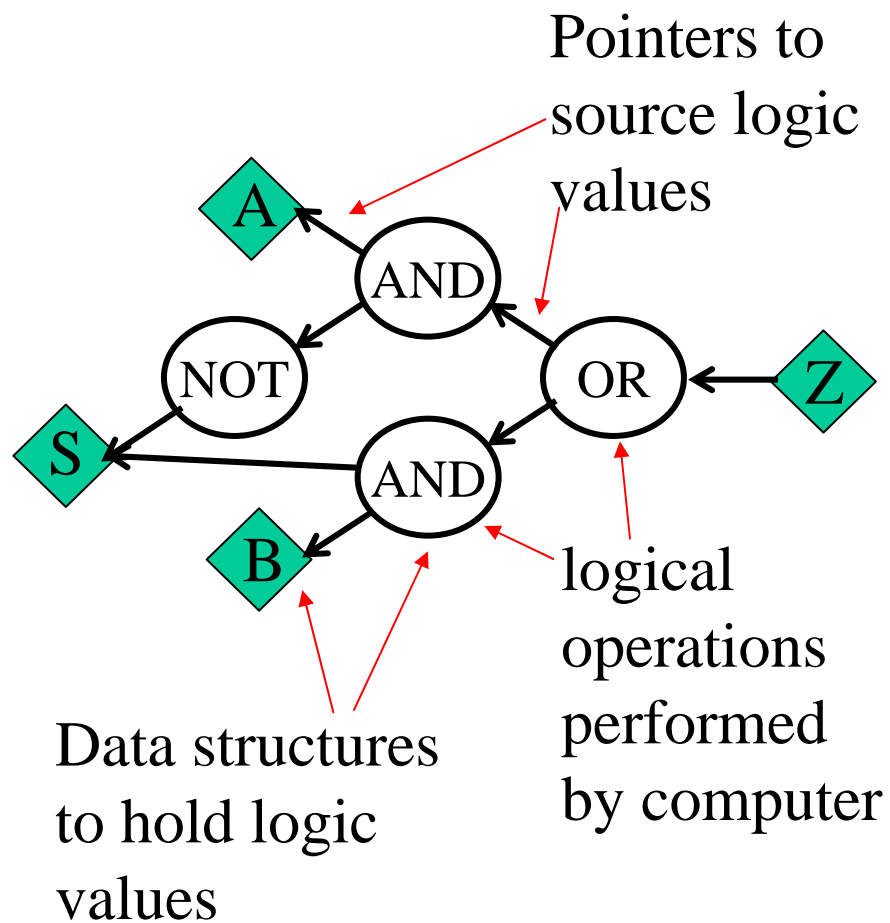 Pointers to
source logic
values
A
AND
NOT
OR
Z
S
AND
B
logical
operations
performed
by computer
Data structures
to hold logic
values